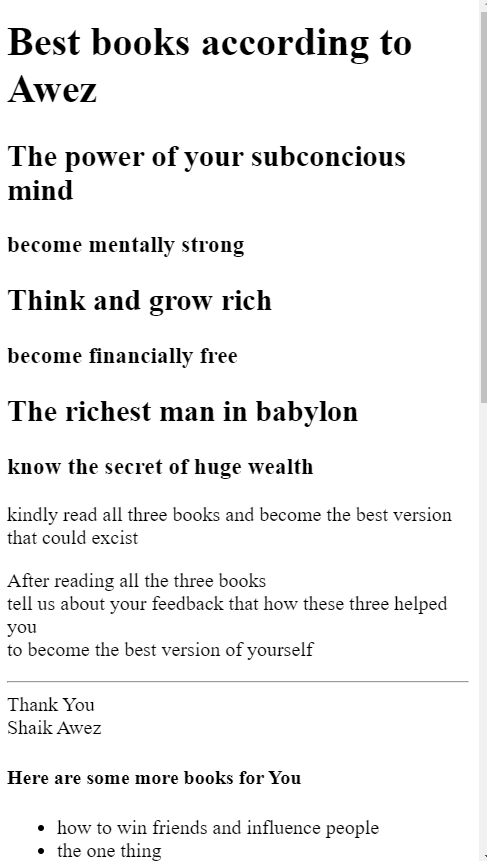 Best books according to
Awez
The power of your subconcious
mind
become mentally strong
Think and grow rich
become financially free
The richest man in babylon
know the secret of huge wealth
kindly read all three books and become the best version
that could excist
After reading all the three books
tell us about your feedback that how these three helped
you
to become the best version of yourself
Thank You
Shaik Awez
Here are some more books for You
how to win friends and influence people
the one thing